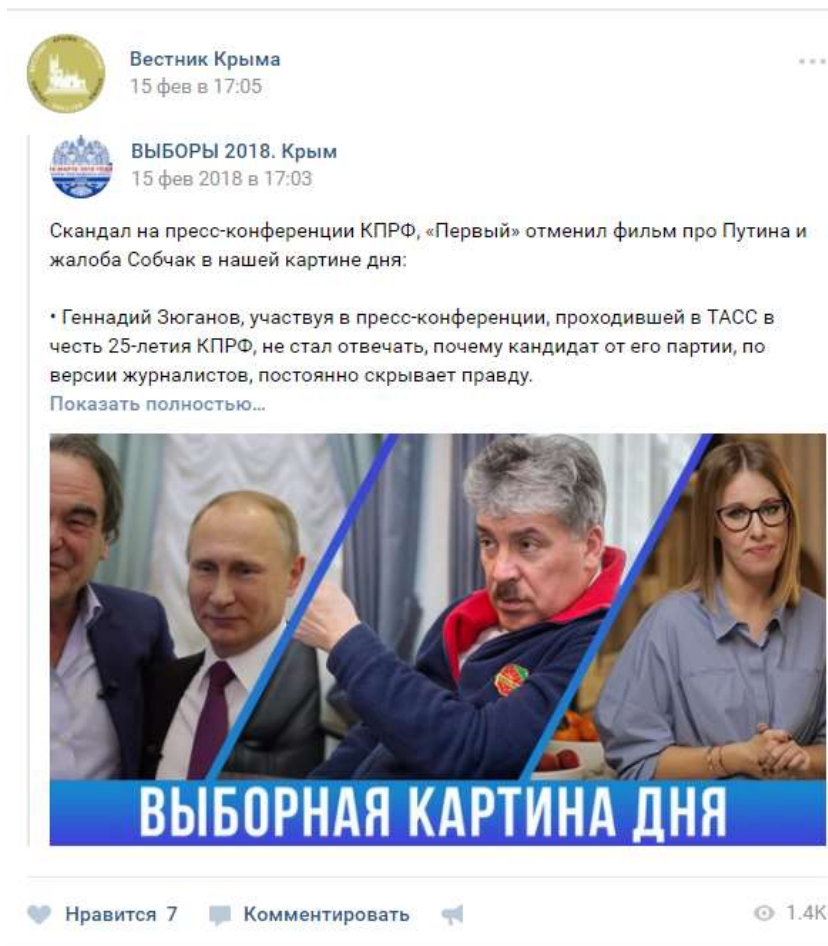 Вестник Крыма
15 фев в 17:05
ВЫБОРЫ 2018. Крым
15 фев 2018 в 17:03
Скандал на пресс-конференции КПРФ, «Первый» отменил фильм про Путина и
жалоба Собчак в нашей картине дня:
• Геннадий Зюганов, участвуя в пресс-конференции, проходившей в ТАСС в
честь 25-летия КПРФ, не стал отвечать, почему кандидат от его партии, по
версии журналистов, постоянно скрывает правду.
Показать полностью…
ВЫБОРНАЯ КАРТИНА ДНЯ
Нравится 7 Комментировать 1.4K